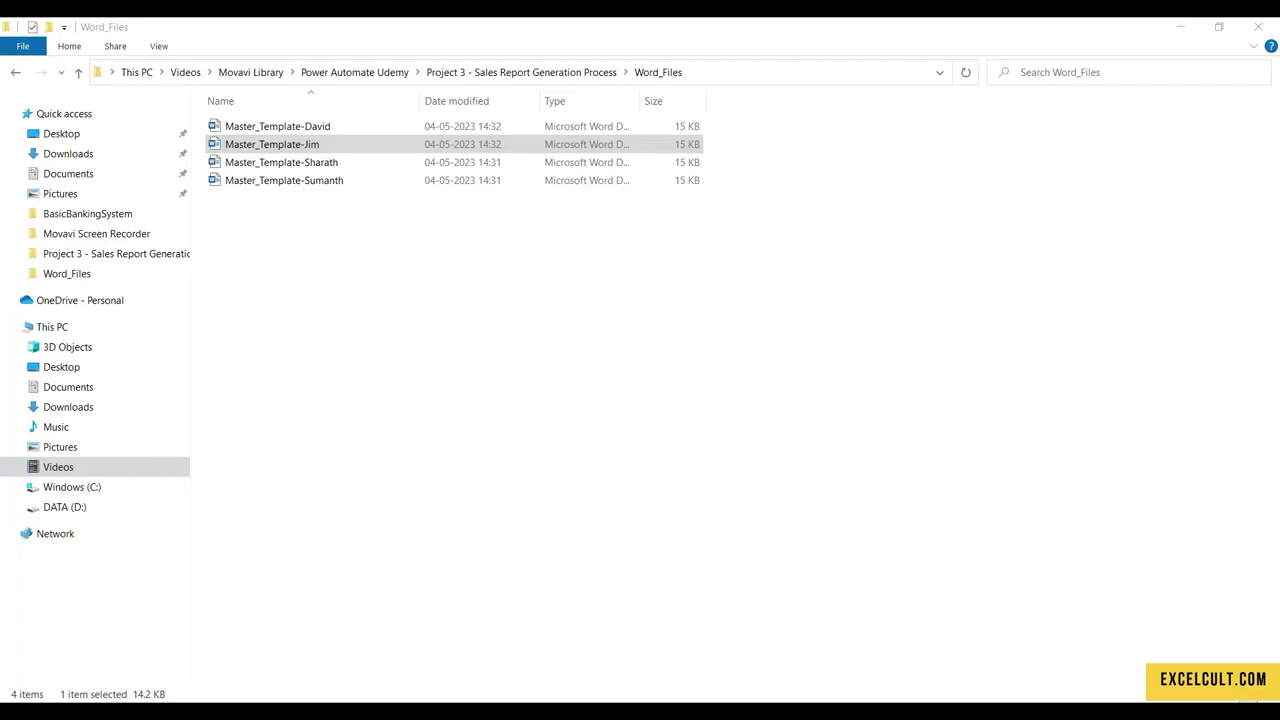 Word_Files
File Home Share View
This PC Videos Movavi Library Power Automate Udemy Project 3 - Sales Report Generation Process Word_Files Search Word_Files
Name Date modified Type Size
Quick access
Desktop
Downloads
Documents
Pictures
BasicBankingSystem
Movavi Screen Recorder
Project 3 - Sales Report Generatio
Word_Files
OneDrive - Personal
This PC
3D Objects
Desktop
Documents
Downloads
Music
Pictures
Videos
Windows (C:)
DATA (D:)
Network
Master_Template-David 04-05-2023 14:32 Microsoft Word D... 15 KB
Master_Template-Jim 04-05-2023 14:32 Microsoft Word D... 15 KB
Master_Template-Sharath 04-05-2023 14:31 Microsoft Word D... 15 KB
Master_Template-Sumanth 04-05-2023 14:31 Microsoft Word D... 15 KB
4 items 1 item selected 14.2 KB
EXCELCULT.COM